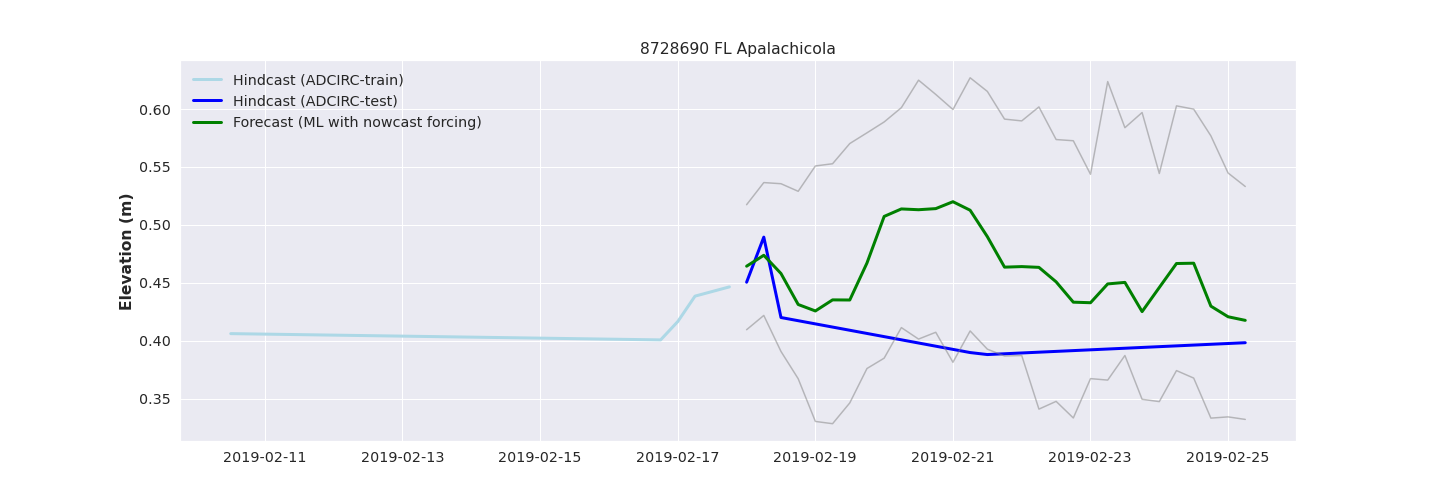 8728690 FL Apalachicola
Hindcast (ADCIRC-train)
Hindcast (ADCIRC-test)
Forecast (ML with nowcast forcing)
Elevation (m)
0.60
0.55
0.50
0.45
0.40
0.35
2019-02-11 2019-02-13 2019-02-15 2019-02-17 2019-02-19 2019-02-21 2019-02-23 2019-02-25